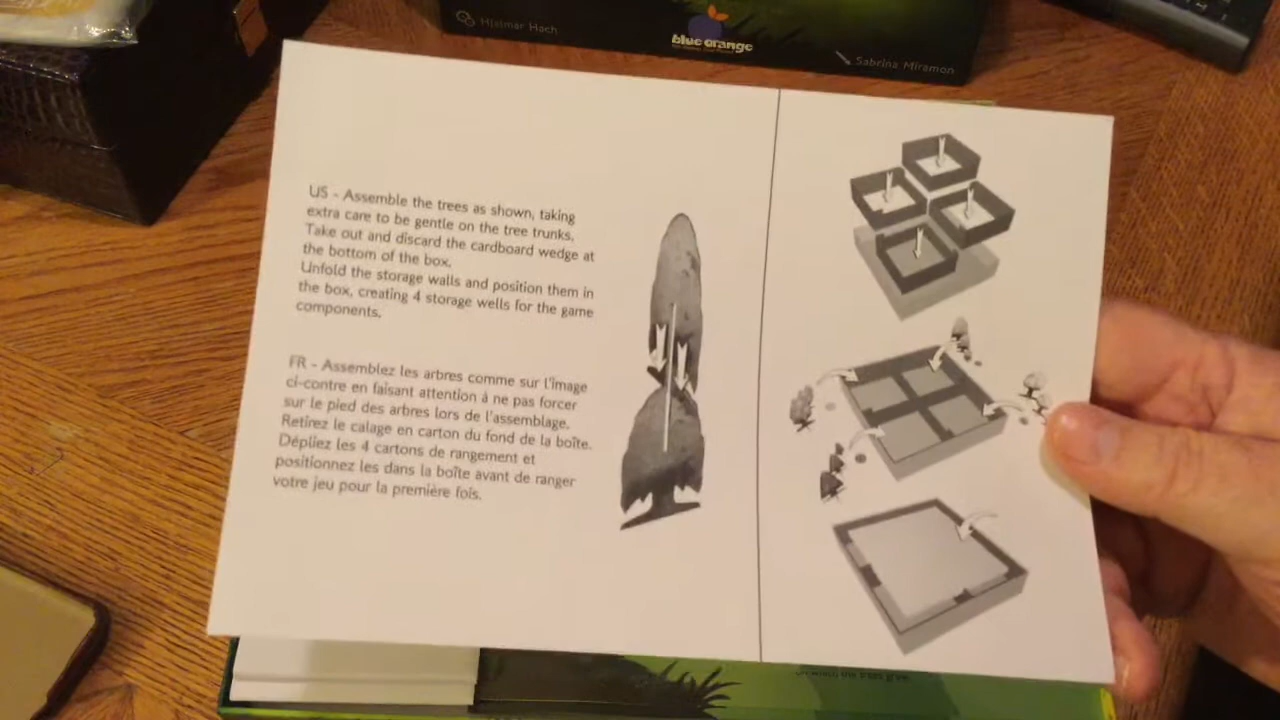 Hjalmar Hach
blue orange
Sabrina Miramon
US - Assemble the trees as shown, taking
extra care to be gentle on the tree trunks.
Take out and discard the cardboard wedge at
the bottom of the box.
Unfold the storage walls and position them in
the box, creating 4 storage wells for the game
components.
FR - Assemblez les arbres comme sur l'image
ci-contre en faisant attention à ne pas forcer
sur le pied des arbres lors de l'assemblage.
Retirez le calage en carton du fond de la boîte.
Dépliez les 4 cartons de rangement et
positionnez les dans la boîte avant de ranger
votre jeu pour la première fois.
the trees grow